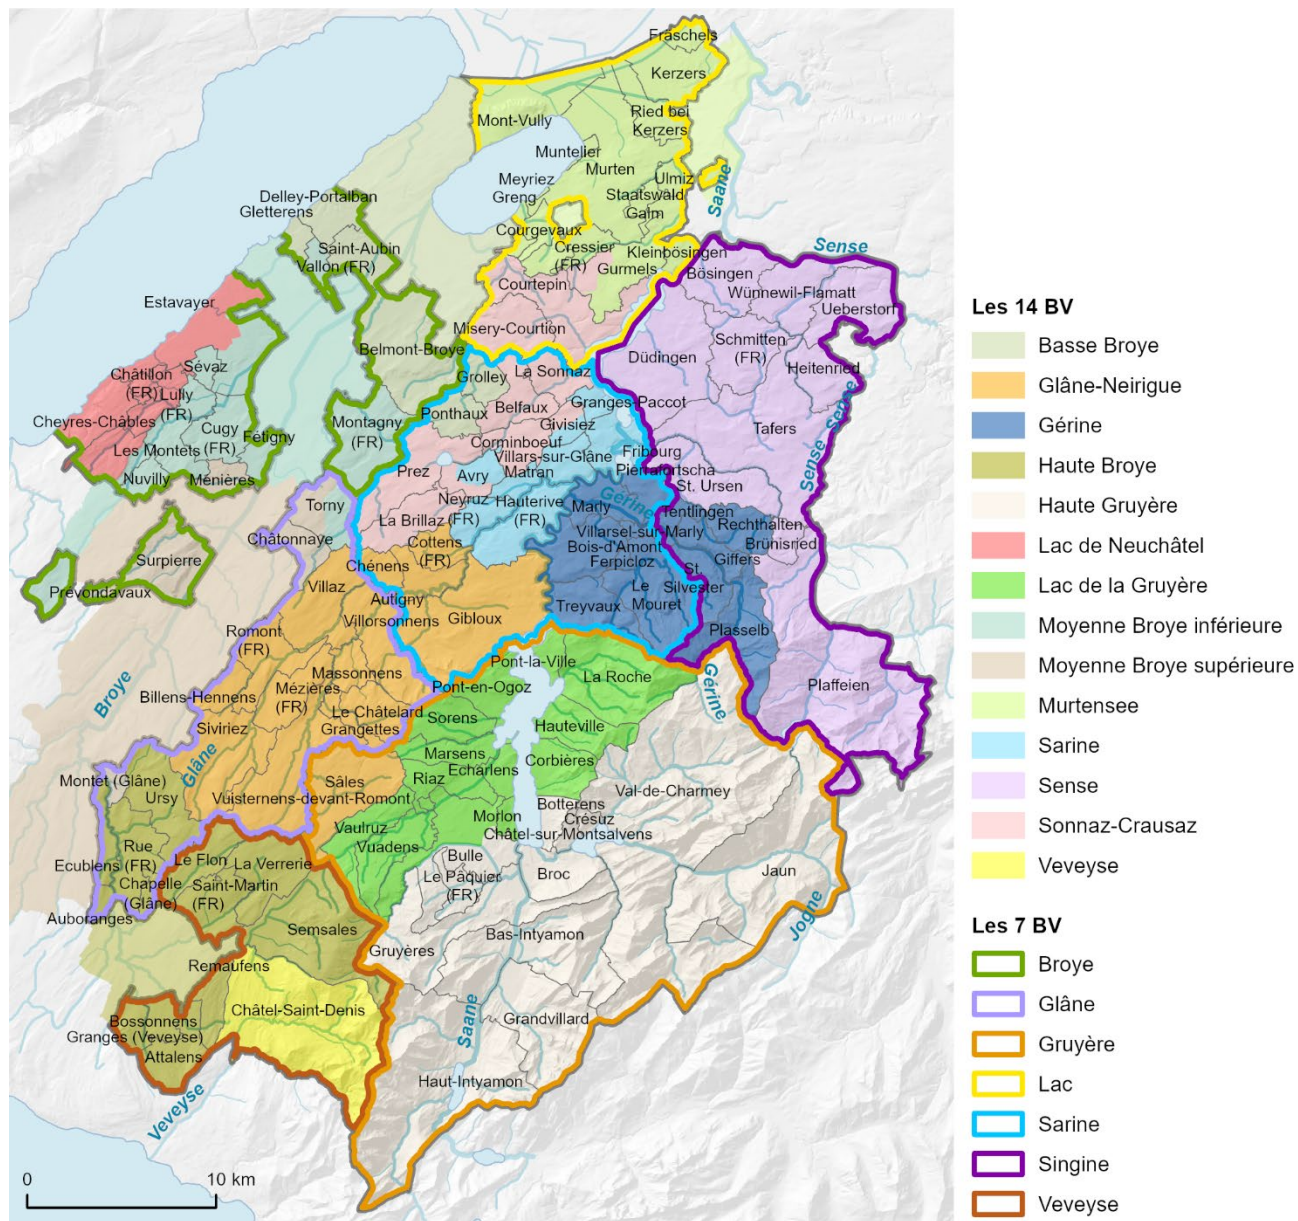 Fräschels
Kerzers
Mont-Vully
Ried bei
Kerzers
Muntelier
Murten
Meyriez
Ulmiz
Greng
Staatswald
Galm
Saane
Delley-Portalban
Gletterens
Saint-Aubin
(FR)
Vallon
Courgevaux
Cressier
(FR)
Kleinbösingen
Gurmels
Sense
Bösingen
Courtepin
Wünnewil-Flamatt
Ueberstorf
Estavayer
Misery-Courtion
Belmont-Broye
Düdingen
Schmitten
(FR)
Heitenried
Sévaz
Châtillon
(FR)
Lully
(FR)
Grolley
La Sonnaz
Granges-Paccot
Cheyres-Châbles
Cugy
(FR)
Fétigny
Montagny
(FR)
Ponthaux
Belfaux
Givisiez
Tafers
Sense
Les Montets
Corminboeuf
Villars-sur-Glâne
Fribourg
Nuvilly
Ménières
Prez
Avry
Matran
Pierrafortscha
St. Ursen
Sense
Torny
Neyruz
(FR)
Hauterive
(FR)
Gérine
Marly
Tentlingen
Rechthalten
Brünisried
La Brillaz
Châtonnaye
Cottens
(FR)
Villarsel-sur-Marly
Bois-d'Amont
Ferpicloz
Giffers
Surpierre
Chénens
St.
Silvester
Prévondavaux
Villaz
Autigny
Treyvaux
Le
Mouret
Villorsonnens
Gibloux
Plasselb
Romont
(FR)
Pont-la-Ville
Gérine
Plaffeien
Broye
Massonnens
La Roche
Billens-Hennens
Mézières
(FR)
Pont-en-Ogoz
Le Châtelard
Sorens
Hauteville
Siviriez
Grangettes
Glâne
Marsens
Echarlens
Corbières
Montet (Glâne)
Sâles
Riaz
Ursy
Vuisternens-devant-Romont
Val-de-Charmey
Botterens
Crésuz
Morlon
Châtel-sur-Montsalvens
Vaulruz
Vuadens
Rue
(FR)
Ecublens
Le Flon
La Verrerie
Bulle
Le Pâquier
(FR)
Broc
Jaun
Chapelle
(Glâne)
Saint-Martin
(FR)
Auboranges
Semsales
Gruyères
Bas-Intyamon
Jogne
Remaufens
Châtel-Saint-Denis
Saane
Grandvillard
Bossonnens
Granges (Veveyse)
Attalens
Haut-Intyamon
Veveyse
0
10 km
Les 14 BV
Basse Broye
Glâne-Neirigue
Gérine
Haute Broye
Haute Gruyère
Lac de Neuchâtel
Lac de la Gruyère
Moyenne Broye inférieure
Moyenne Broye supérieure
Murtensee
Sarine
Sense
Sonnaz-Crausaz
Veveyse
Les 7 BV
Broye
Glâne
Gruyère
Lac
Sarine
Singine
Veveyse